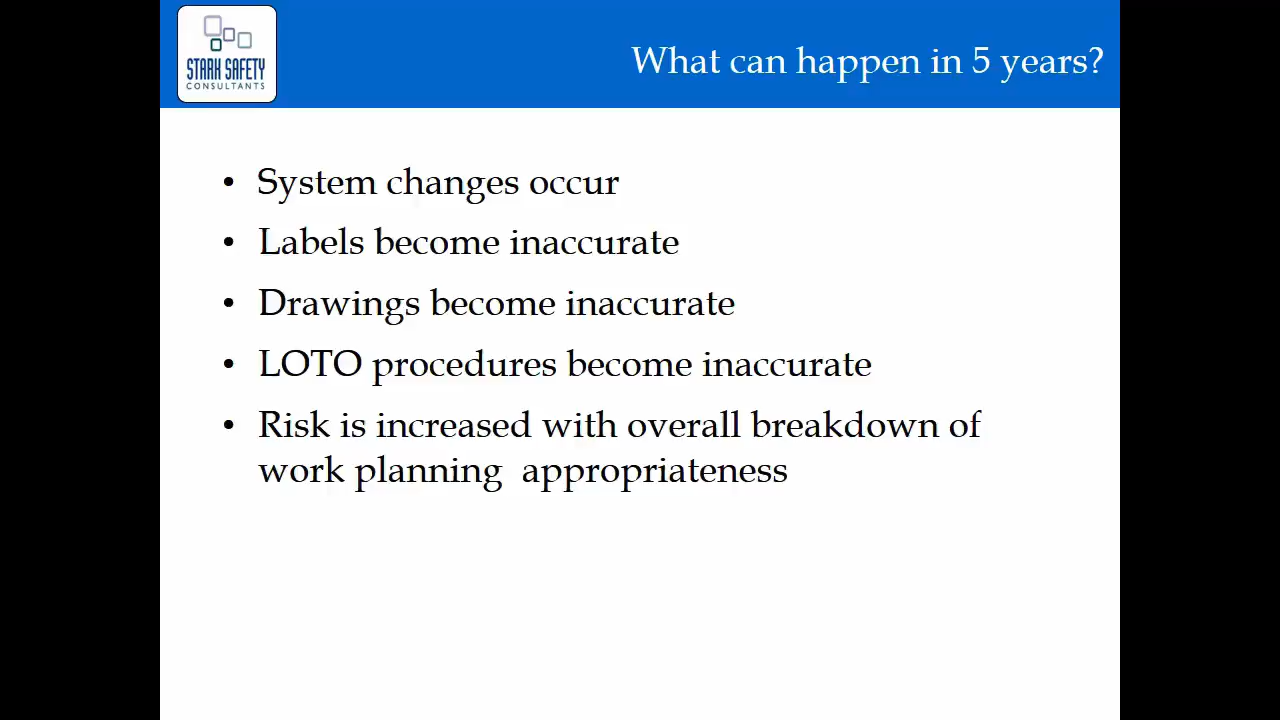 STARK SAFETY
CONSULTANTS
What can happen in 5 years?
• System changes occur
• Labels become inaccurate
• Drawings become inaccurate
• LOTO procedures become inaccurate
• Risk is increased with overall breakdown of
work planning  appropriateness